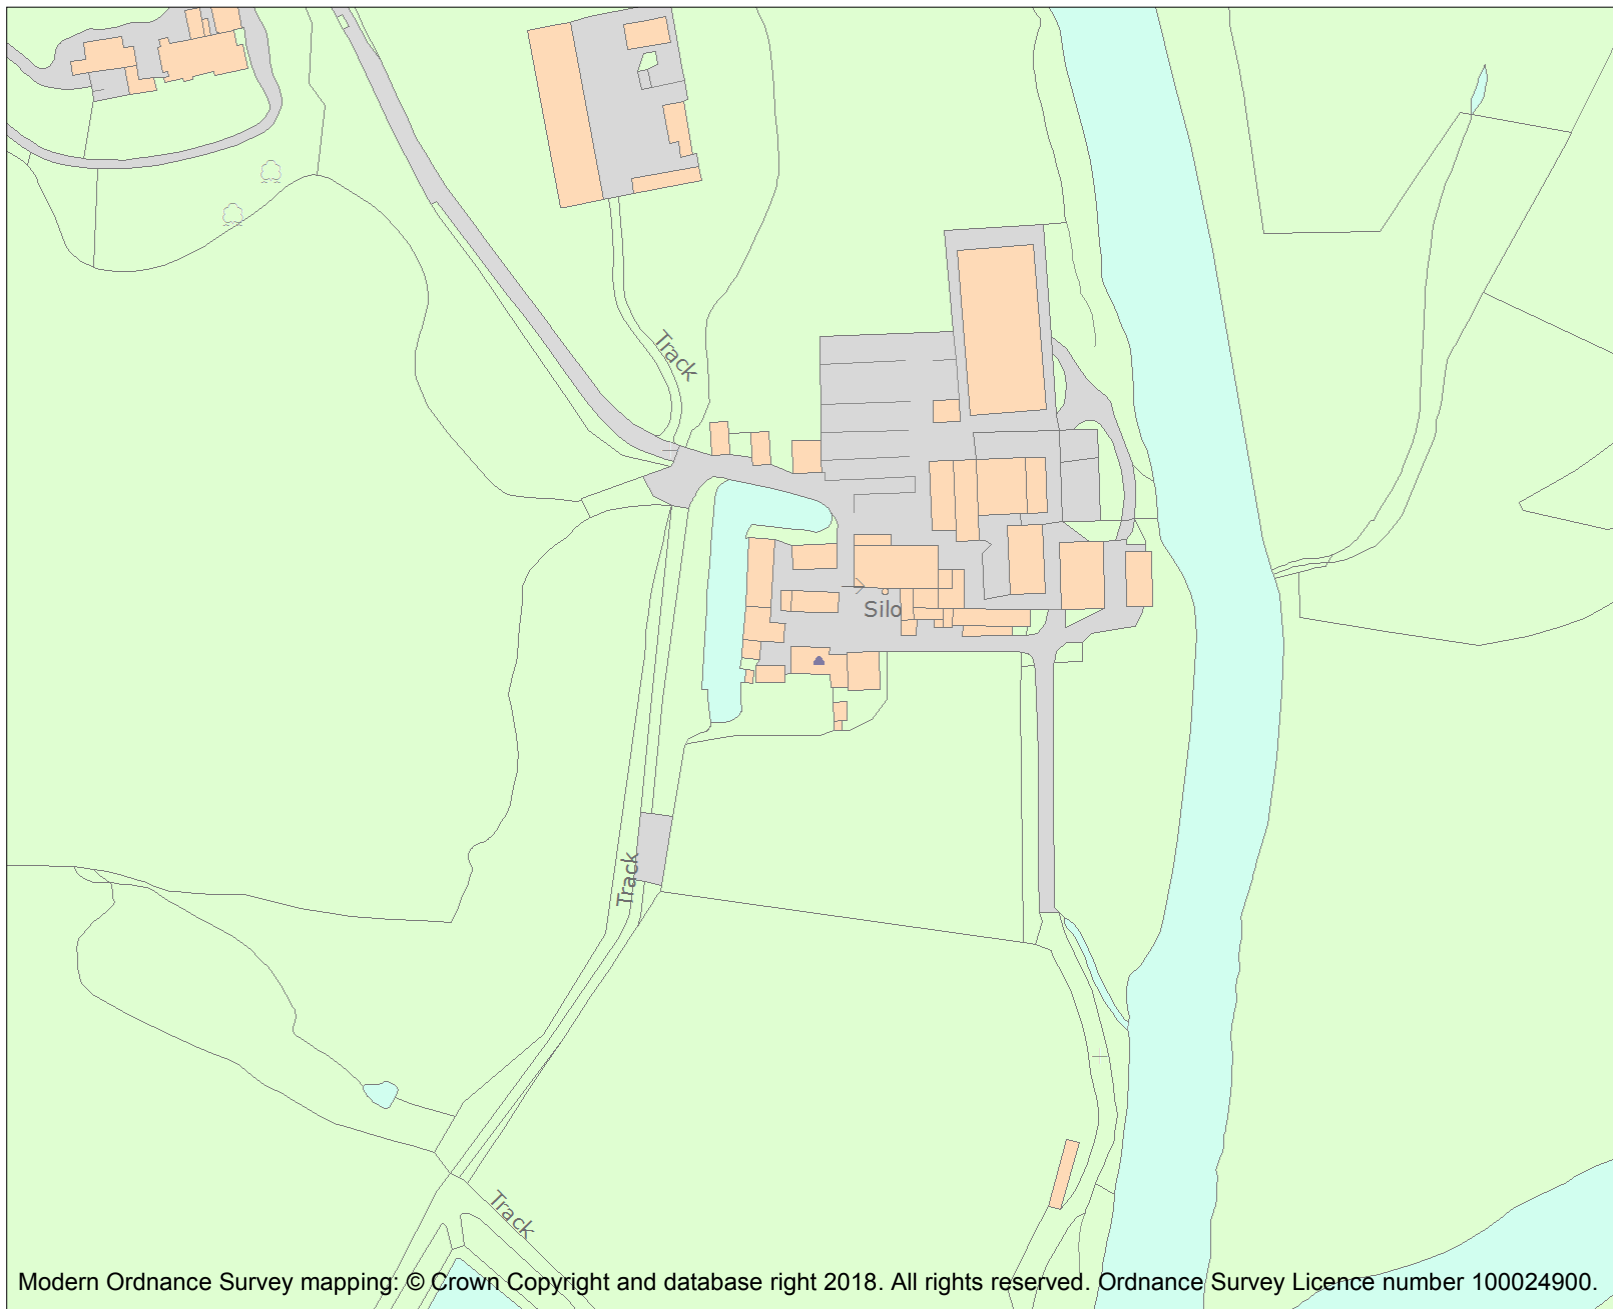 Track
Silo
Track
Track
Modern Ordnance Survey mapping: © Crown Copyright and database right 2018. All rights reserved. Ordnance Survey Licence number 100024900.